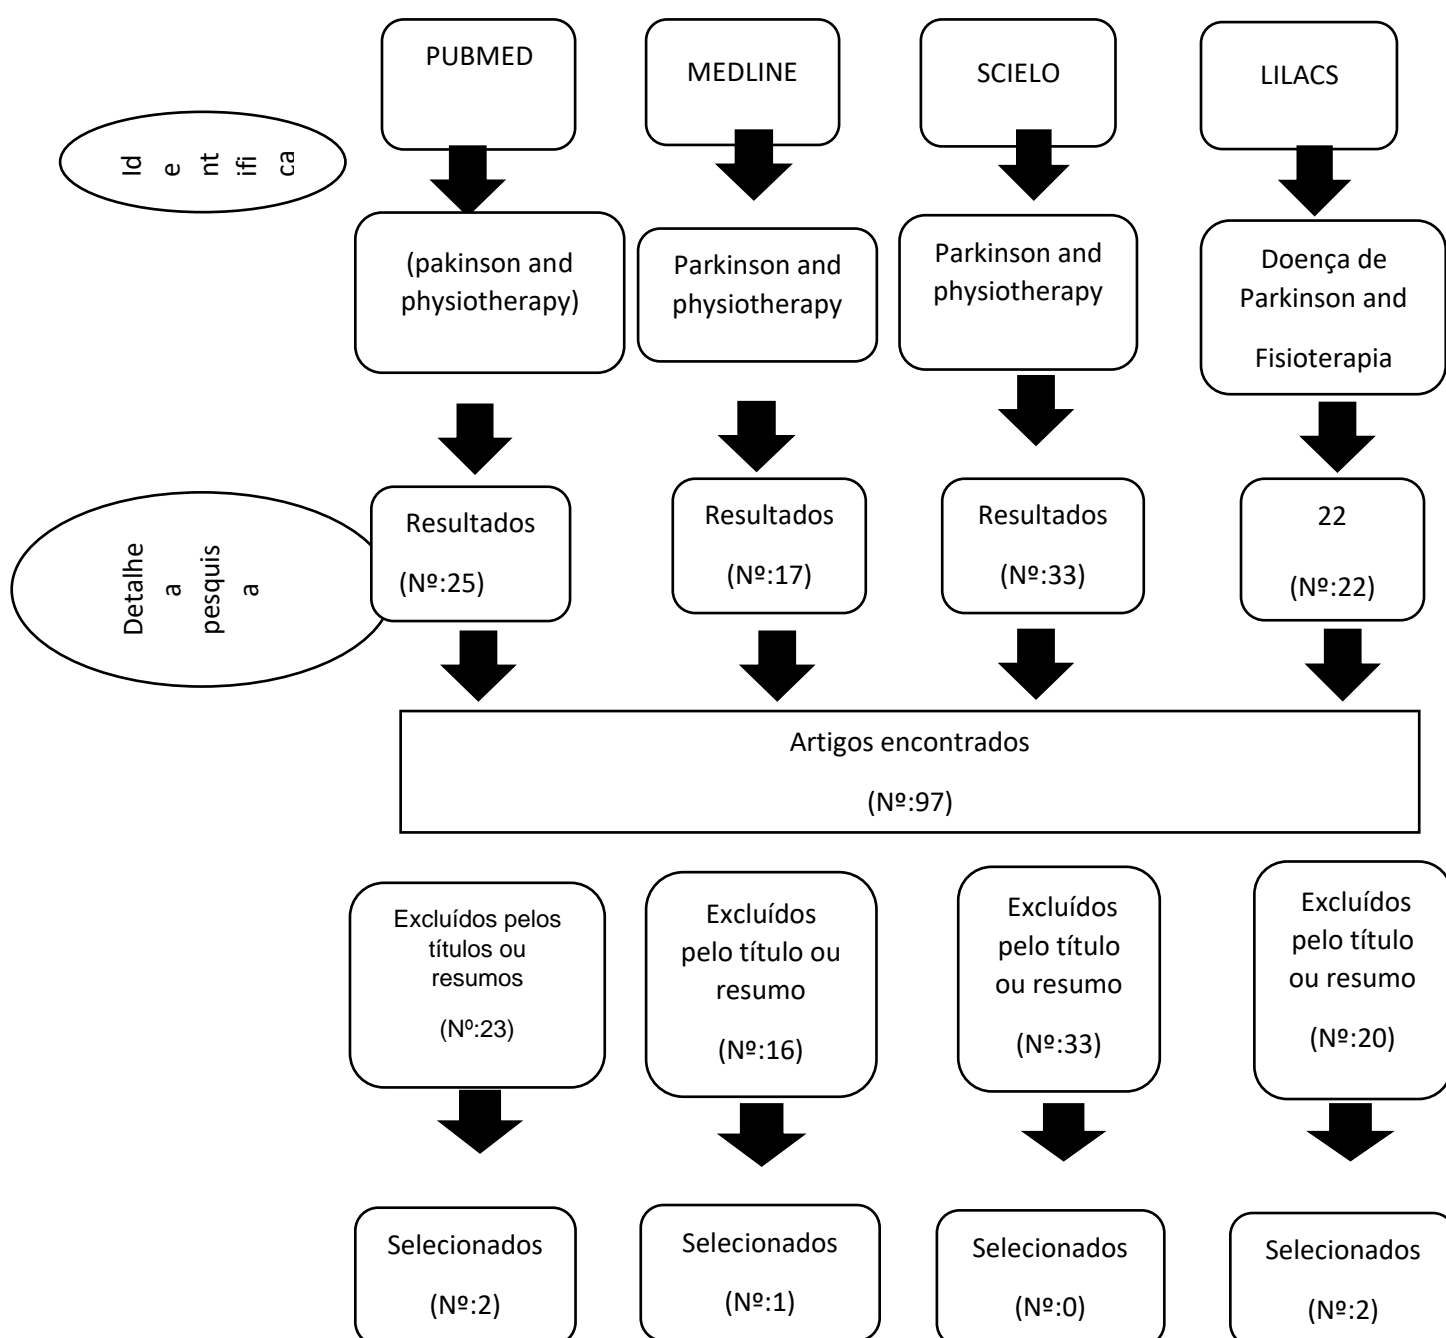 PUBMED
MEDLINE
SCIELO
LILACS
Id
e
nt
ifi
ca
(pakinson and
physiotherapy)
Parkinson and
physiotherapy
Parkinson and
physiotherapy
Doença de
Parkinson and
Fisioterapia
Detalhe
a
pesquis
a
Resultados
(Nº:25)
Resultados
(Nº:17)
Resultados
(Nº:33)
22
(Nº:22)
Artigos encontrados
(Nº:97)
Excluídos pelos
títulos ou
resumos
(Nº:23)
Excluídos
pelo título ou
resumo
(Nº:16)
Excluídos
pelo título
ou resumo
(Nº:33)
Excluídos
pelo título
ou resumo
(Nº:20)
Selecionados
(Nº:2)
Selecionados
(Nº:1)
Selecionados
(Nº:0)
Selecionados
(Nº:2)